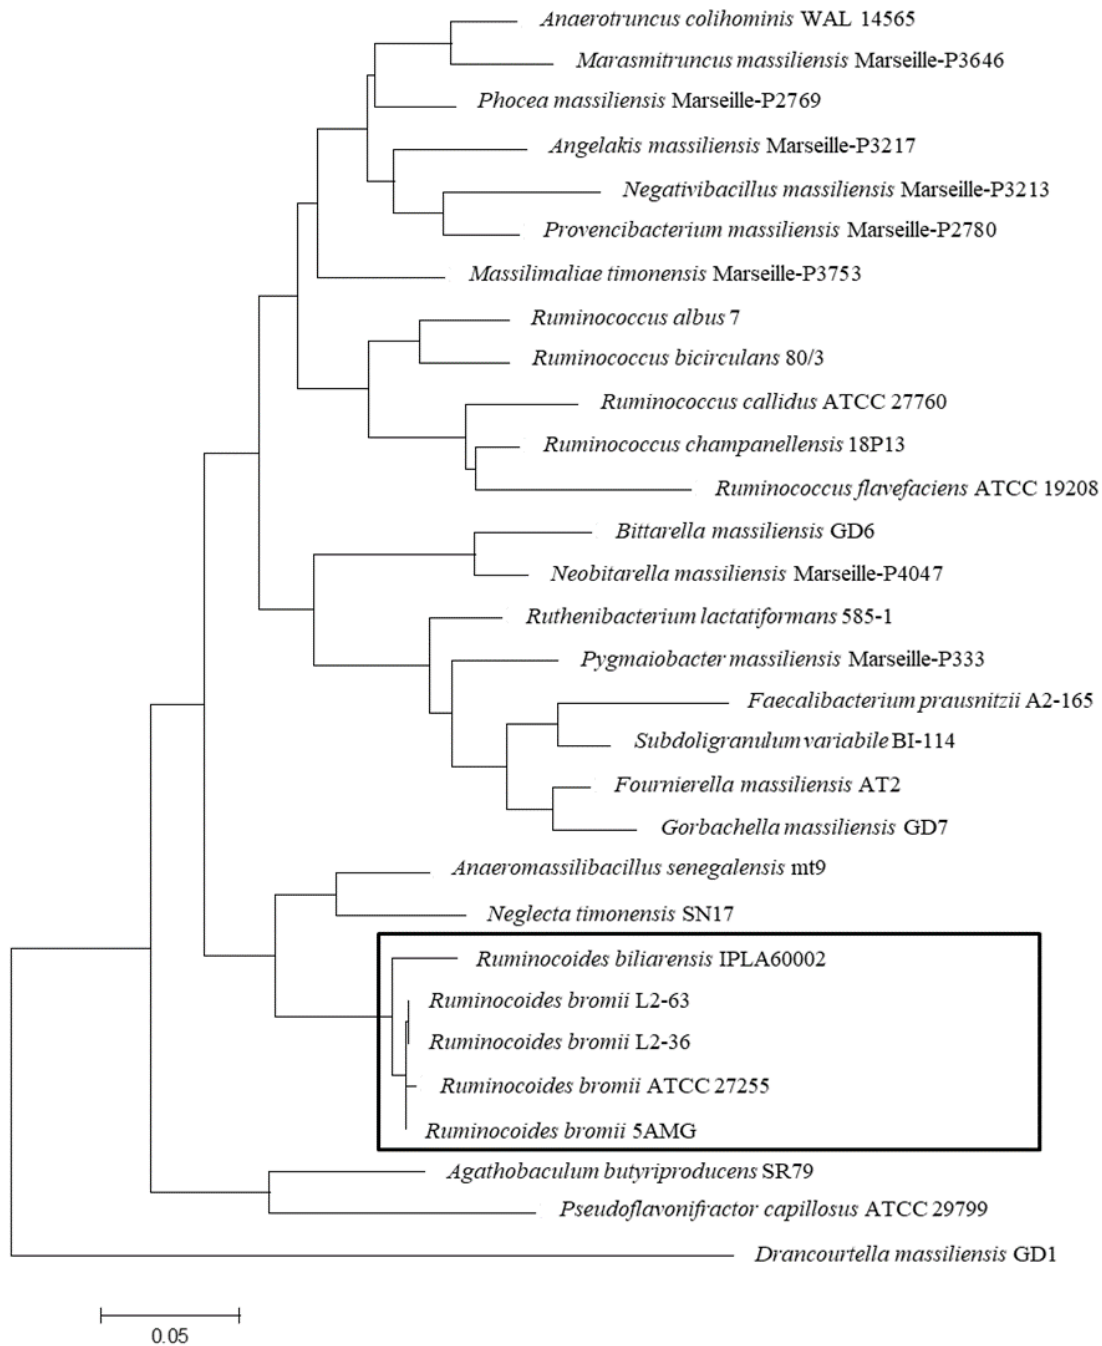 Anaerotruncus colihominis WAL 14565
Marasmitruncus massiliensis Marseille-P3646
Phocea massiliensis Marseille-P2769
Angelakis massiliensis Marseille-P3217
Negativibacillus massiliensis Marseille-P3213
Provencibacterium massiliensis Marseille-P2780
Massilimaliae timonensis Marseille-P3753
Ruminococcus albus 7
Ruminococcus bicirculans 80/3
Ruminococcus callidus ATCC 27760
Ruminococcus champanellensis 18P13
Ruminococcus flavefaciens ATCC 19208
Bittarella massiliensis GD6
Neobitarella massiliensis Marseille-P4047
Ruthenibacterium lactatiformans 585-1
Pygmaiobacter massiliensis Marseille-P333
Faecalibacterium prausnitzii A2-165
Subdoligranulum variabile BI-114
Fournierella massiliensis AT2
Gorbachella massiliensis GD7
Anaeromassilibacillus senegalensis mt9
Neglecta timonensis SN17
Ruminocoides biliarensis IPLA60002
Ruminocoides bromii L2-63
Ruminocoides bromii L2-36
Ruminocoides bromii ATCC 27255
Ruminocoides bromii 5AMG
Agathobaculum butyriproducens SR79
Pseudoflavonifractor capillosus ATCC 29799
Drancourtella massiliensis GD1
0.05